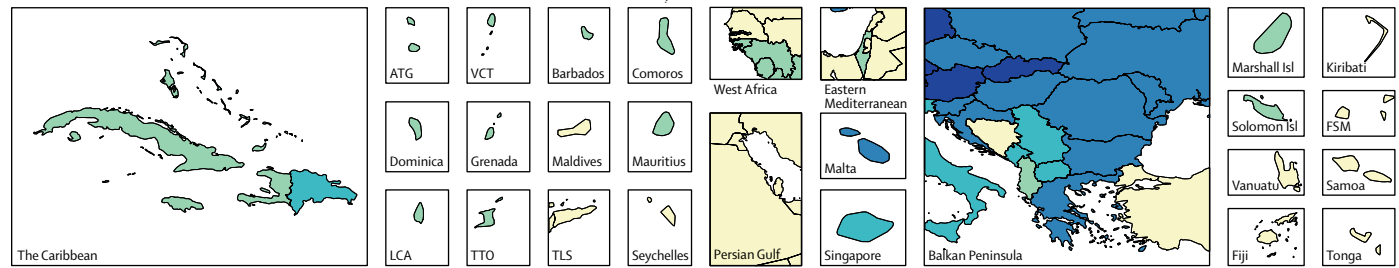 The Caribbean
ATG
VCT
Barbados
Comoros
West Africa
Eastern
Mediterranean
Marshall Isl
Kiribati
Dominica
Grenada
Maldives
Mauritius
Malta
Solomon Isl
FSM
Vanuatu
Samoa
LCA
TTO
TLS
Seychelles
Persian Gulf
Singapore
Balkan Peninsula
Fiji
Tonga